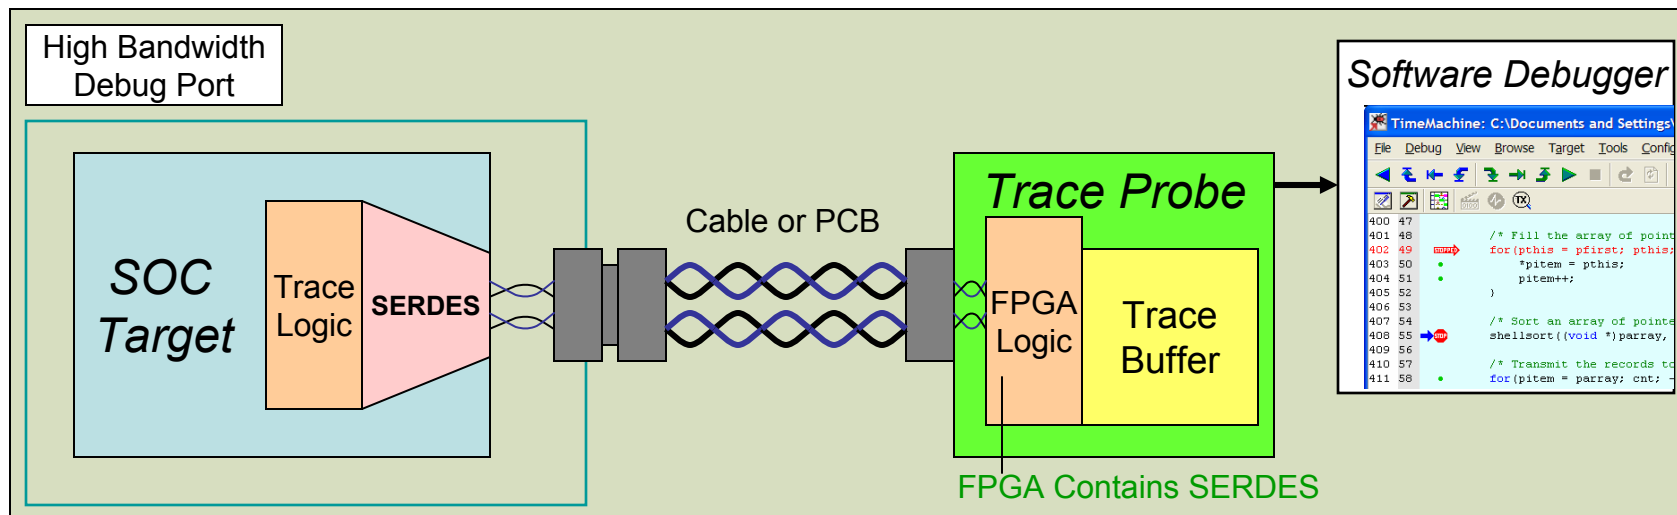 High Bandwidth
Debug Port
SOC
Target
Trace
Logic
SERDES
Cable or PCB
Trace Probe
FPGA
Logic
Trace
Buffer
FPGA Contains SERDES
Software Debugger
TimeMachine: C:\Documents and Settings\
File Debug View Browse Target Tools Config
TX
400 47
401 48 /* Fill the array of pointe
402 49 STOPPED for(pthis = pfirst; pthis;
403 50 *pitem = pthis;
404 51 pitem++;
405 52 )
406 53
407 54 /* Sort an array of pointe
408 55 STOP shellsort((void *)parray,
409 56
410 57 /* Transmit the records to
411 58 for(pitem = parray; cnt; -